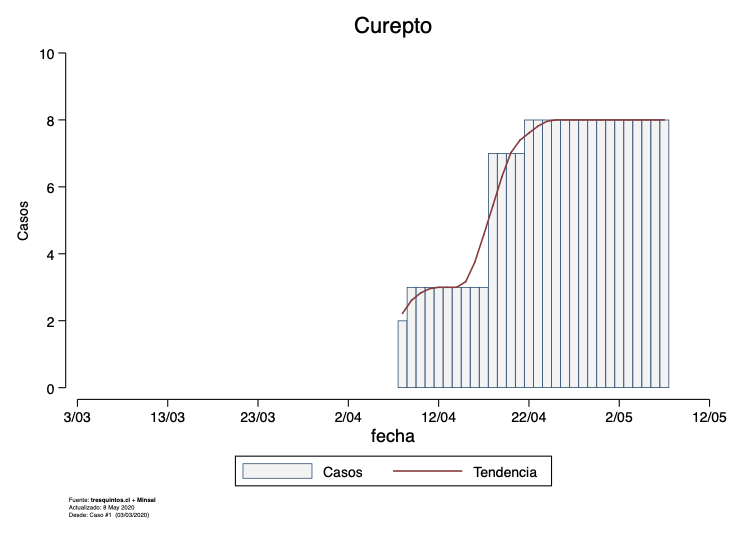 Curepto
10
8
6
4
2
0
Casos
3/03 13/03 23/03 2/04 12/04 22/04 2/05 12/05
fecha
Casos Tendencia
Fuente: tresquintos.cl + Minsal
Actualizado: 8 May 2020
Desde: Caso #1 (03/03/2020)